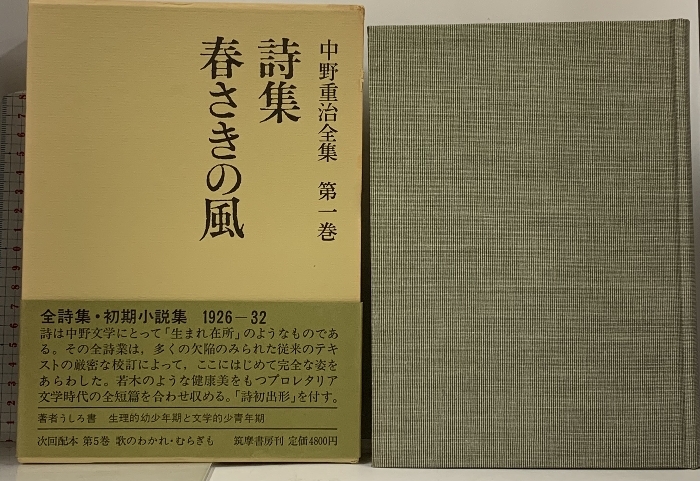 中野重治全集 第一巻
詩集
春さきの風
全詩集・初期小説集 1926—32
詩は中野文学にとって「生まれ在所」のようなものであ
る。その全詩業は，多くの欠陥のみられた従来のテキ
ストの厳密な校訂によって，ここにはじめて完全な姿を
あらわした。若木のような健康美をもつプロレタリア
文学時代の全短篇を合わせ収める。「詩初出形」を付す。
著者うしろ書 生理的幼少年期と文学的少青年期
次回配本 第5巻 歌のわかれ・むらぎも 筑摩書房刊 定価4800円